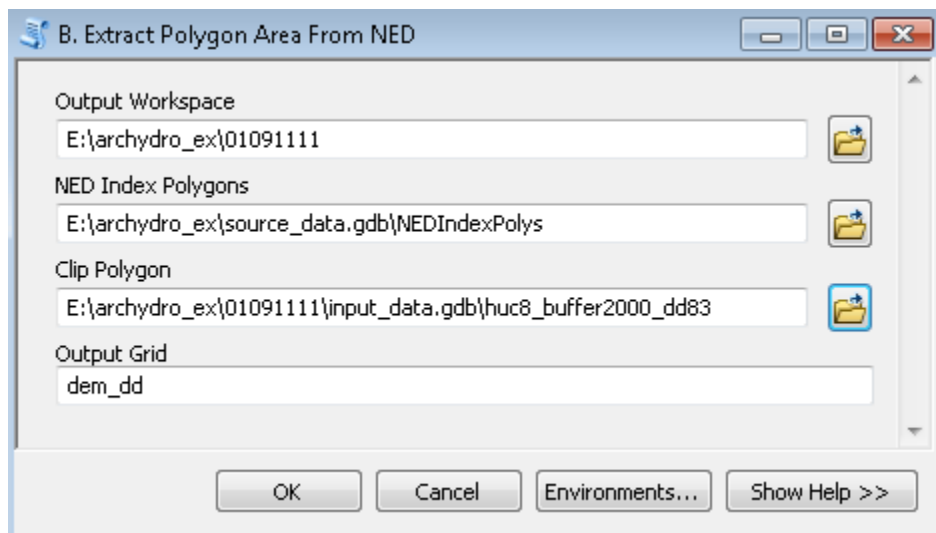 B. Extract Polygon Area From NED
Output Workspace
E:\archydro_ex\01091111
NED Index Polygons
E:\archydro_ex\source_data.gdb\NEDIndexPolys
Clip Polygon
E:\archydro_ex\01091111\input_data.gdb\huc8_buffer2000_dd83
Output Grid
dem_dd
OK Cancel Environments... Show Help >>